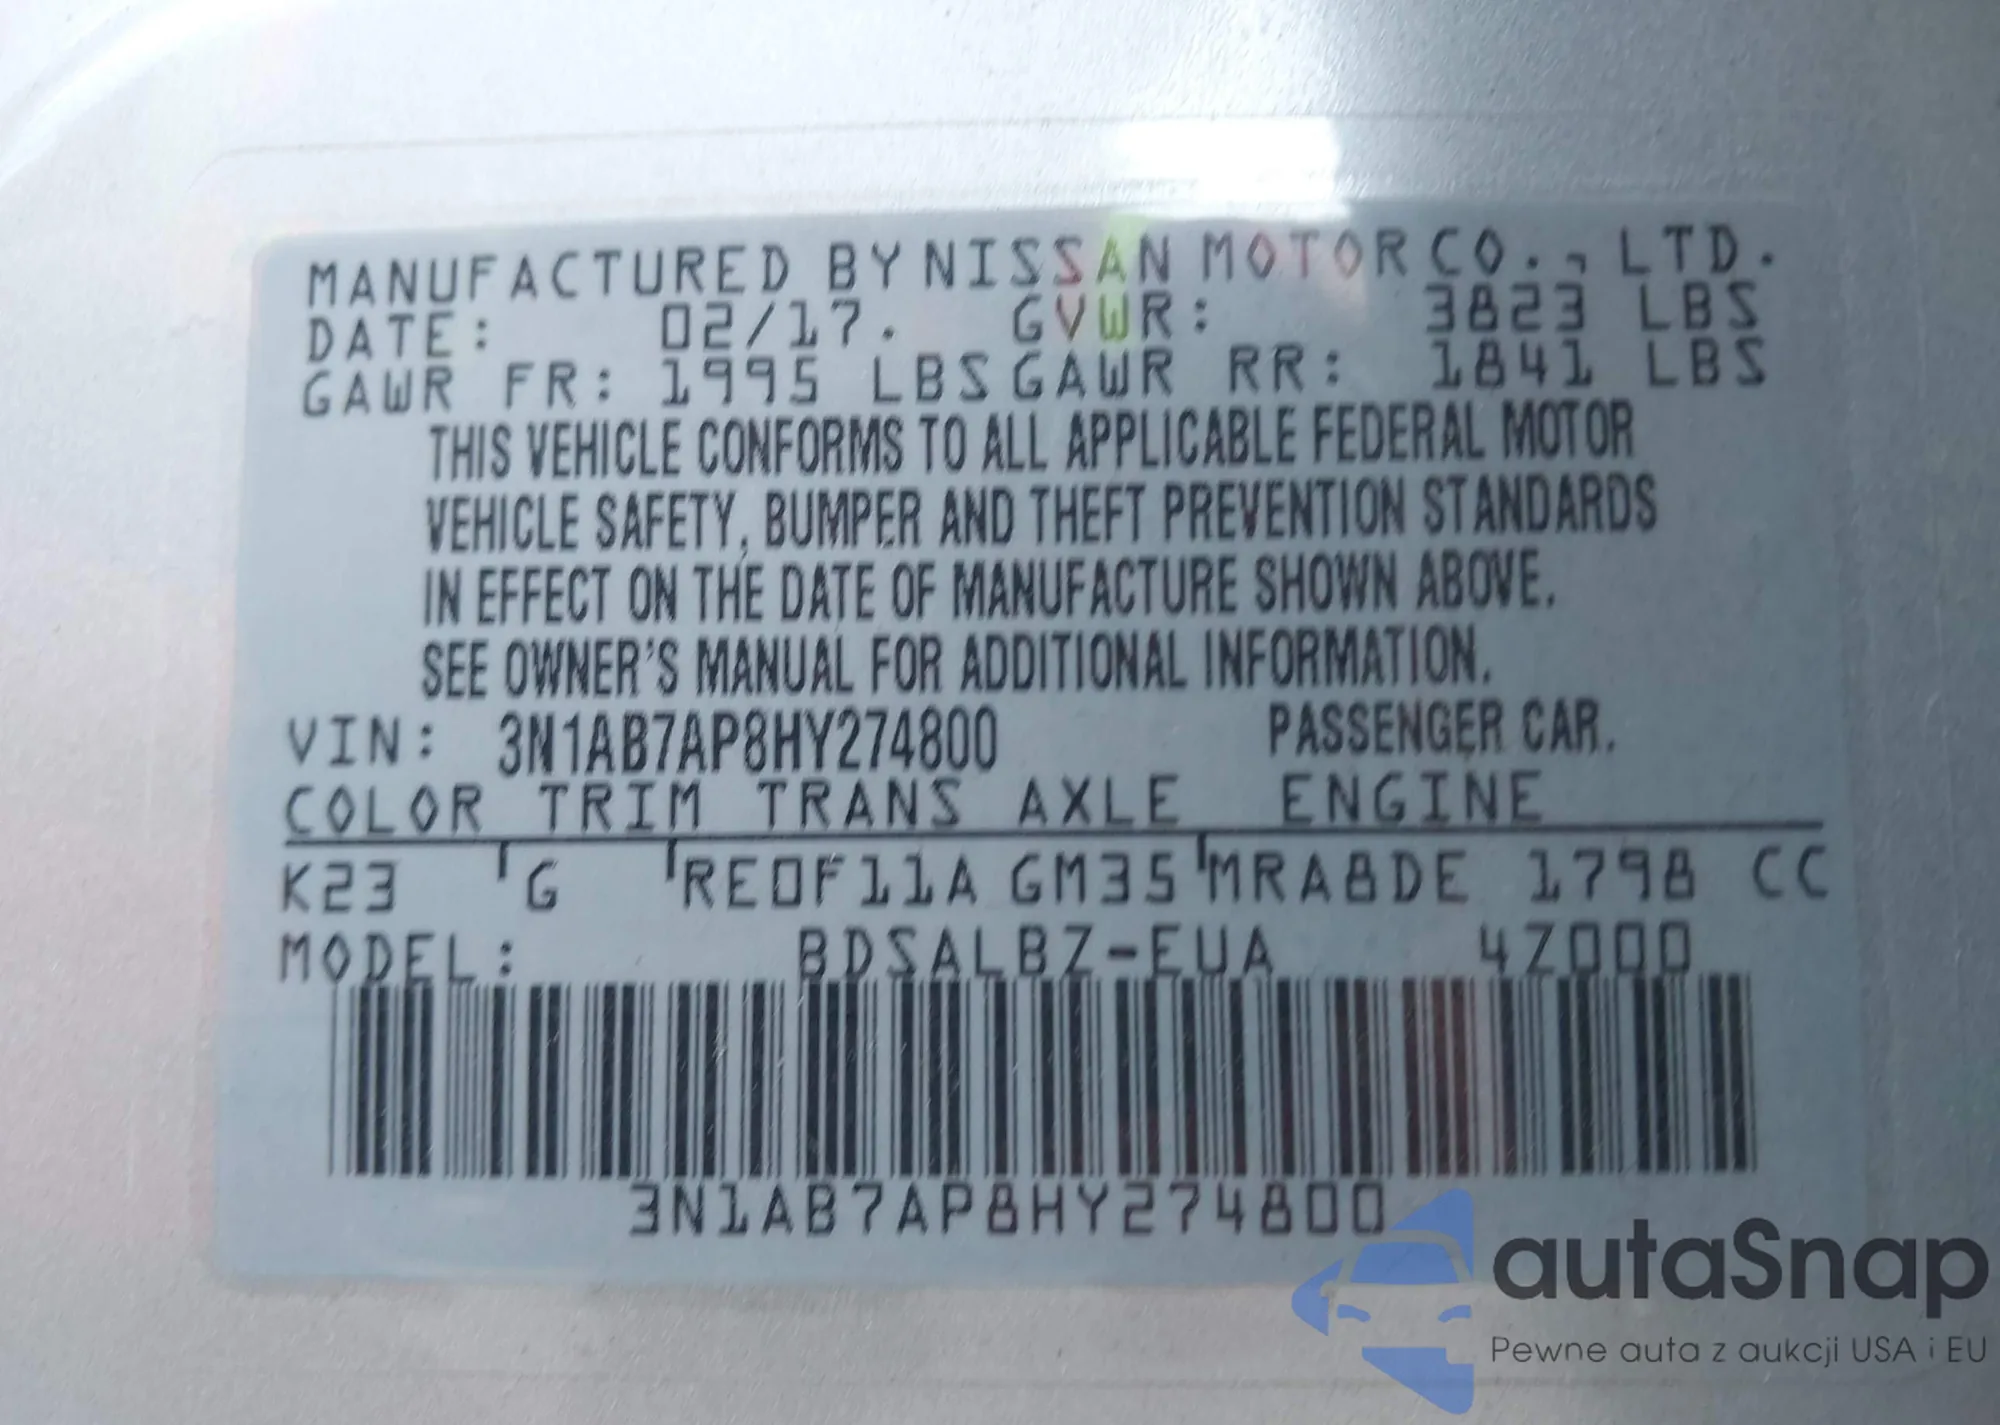 MANUFACTURED BY NISSAN MOTOR CO., LTD.
DATE: 02/17. GVWR: 3823 LBS
GAWR FR: 1995 LBS GAWR RR: 1841 LBS
THIS VEHICLE CONFORMS TO ALL APPLICABLE FEDERAL MOTOR
VEHICLE SAFETY, BUMPER AND THEFT PREVENTION STANDARDS
IN EFFECT ON THE DATE OF MANUFACTURE SHOWN ABOVE.
SEE OWNER'S MANUAL FOR ADDITIONAL INFORMATION.
VIN: 3N1AB7AP8HY274800 PASSENGER CAR.
COLOR TRIM TRANS AXLE ENGINE
K23 G RE0F11A GM35 MRA8DE 1798 CC
MODEL: BDSALBZ-EUA 4Z000
3N1AB7AP8HY274800
autaSnap
Pewne auta z aukcji USA i EU